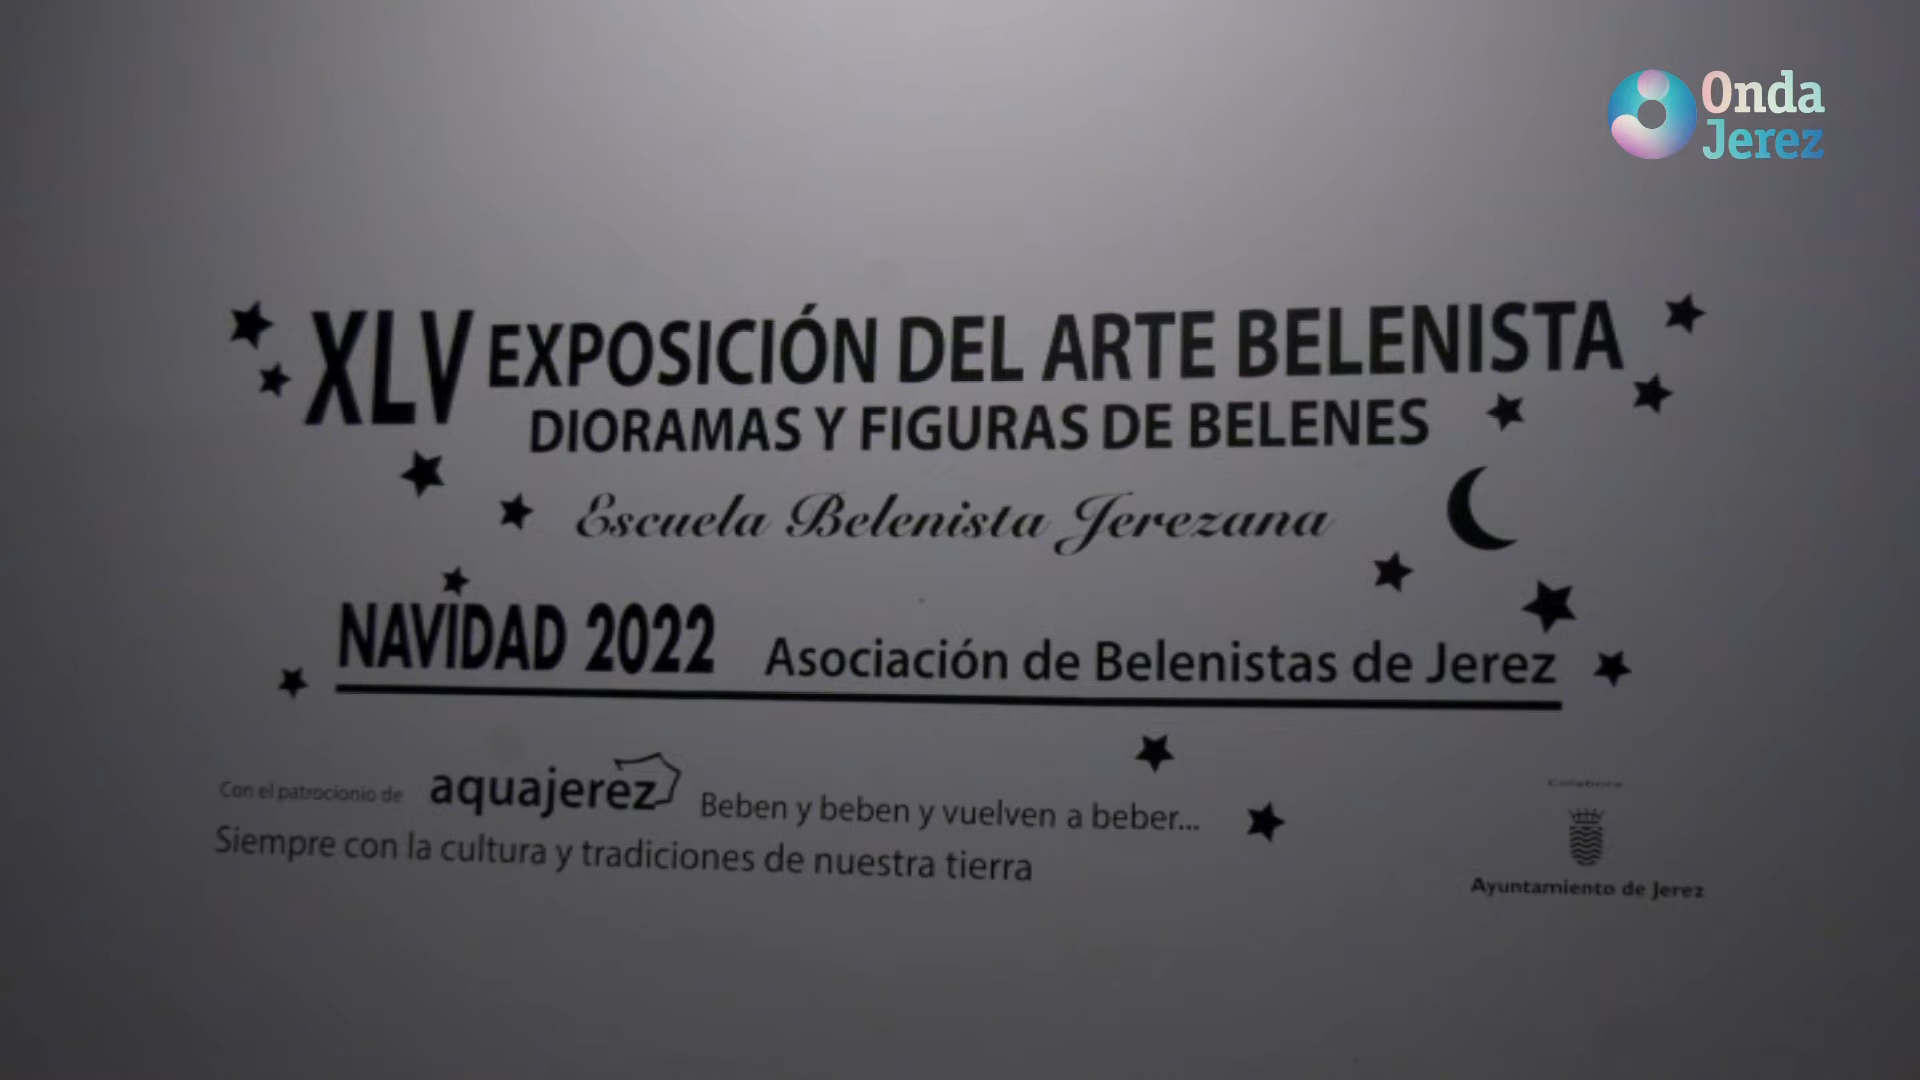 Onda
Jerez
XLV EXPOSICIÓN DEL ARTE BELENISTA
DIORAMAS Y FIGURAS DE BELENES
Escuela Belenista Jerezana
NAVIDAD 2022 Asociación de Belenistas de Jerez
Con el patrocionio de aquajerez Beben y beben y vuelven a beber...
Siempre con la cultura y tradiciones de nuestra tierra
Colabora
Ayuntamiento de Jerez